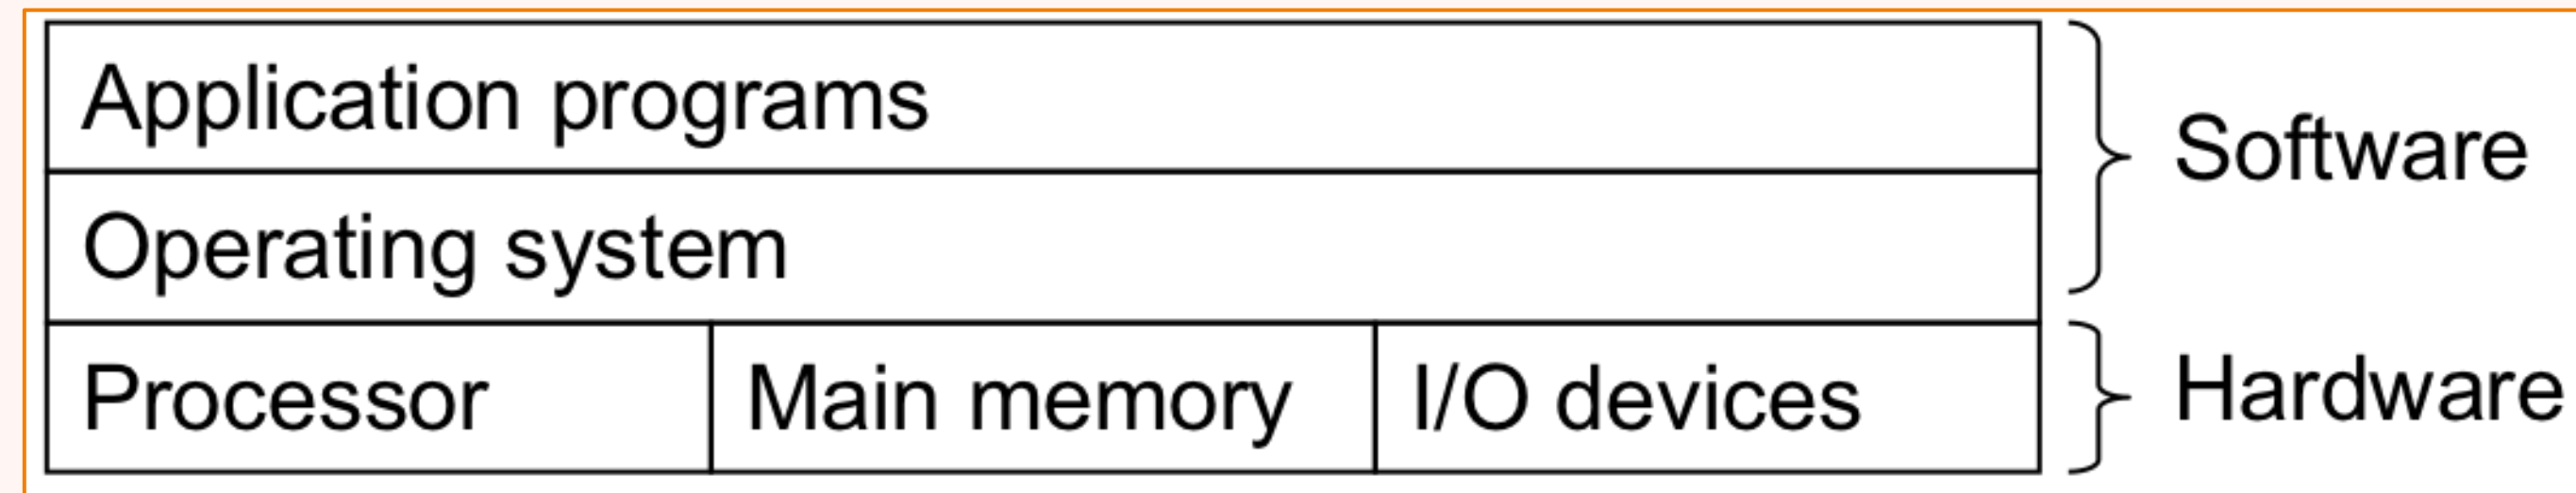 Application programs
Software
Operating system
Processor Main memory I/O devices
Hardware